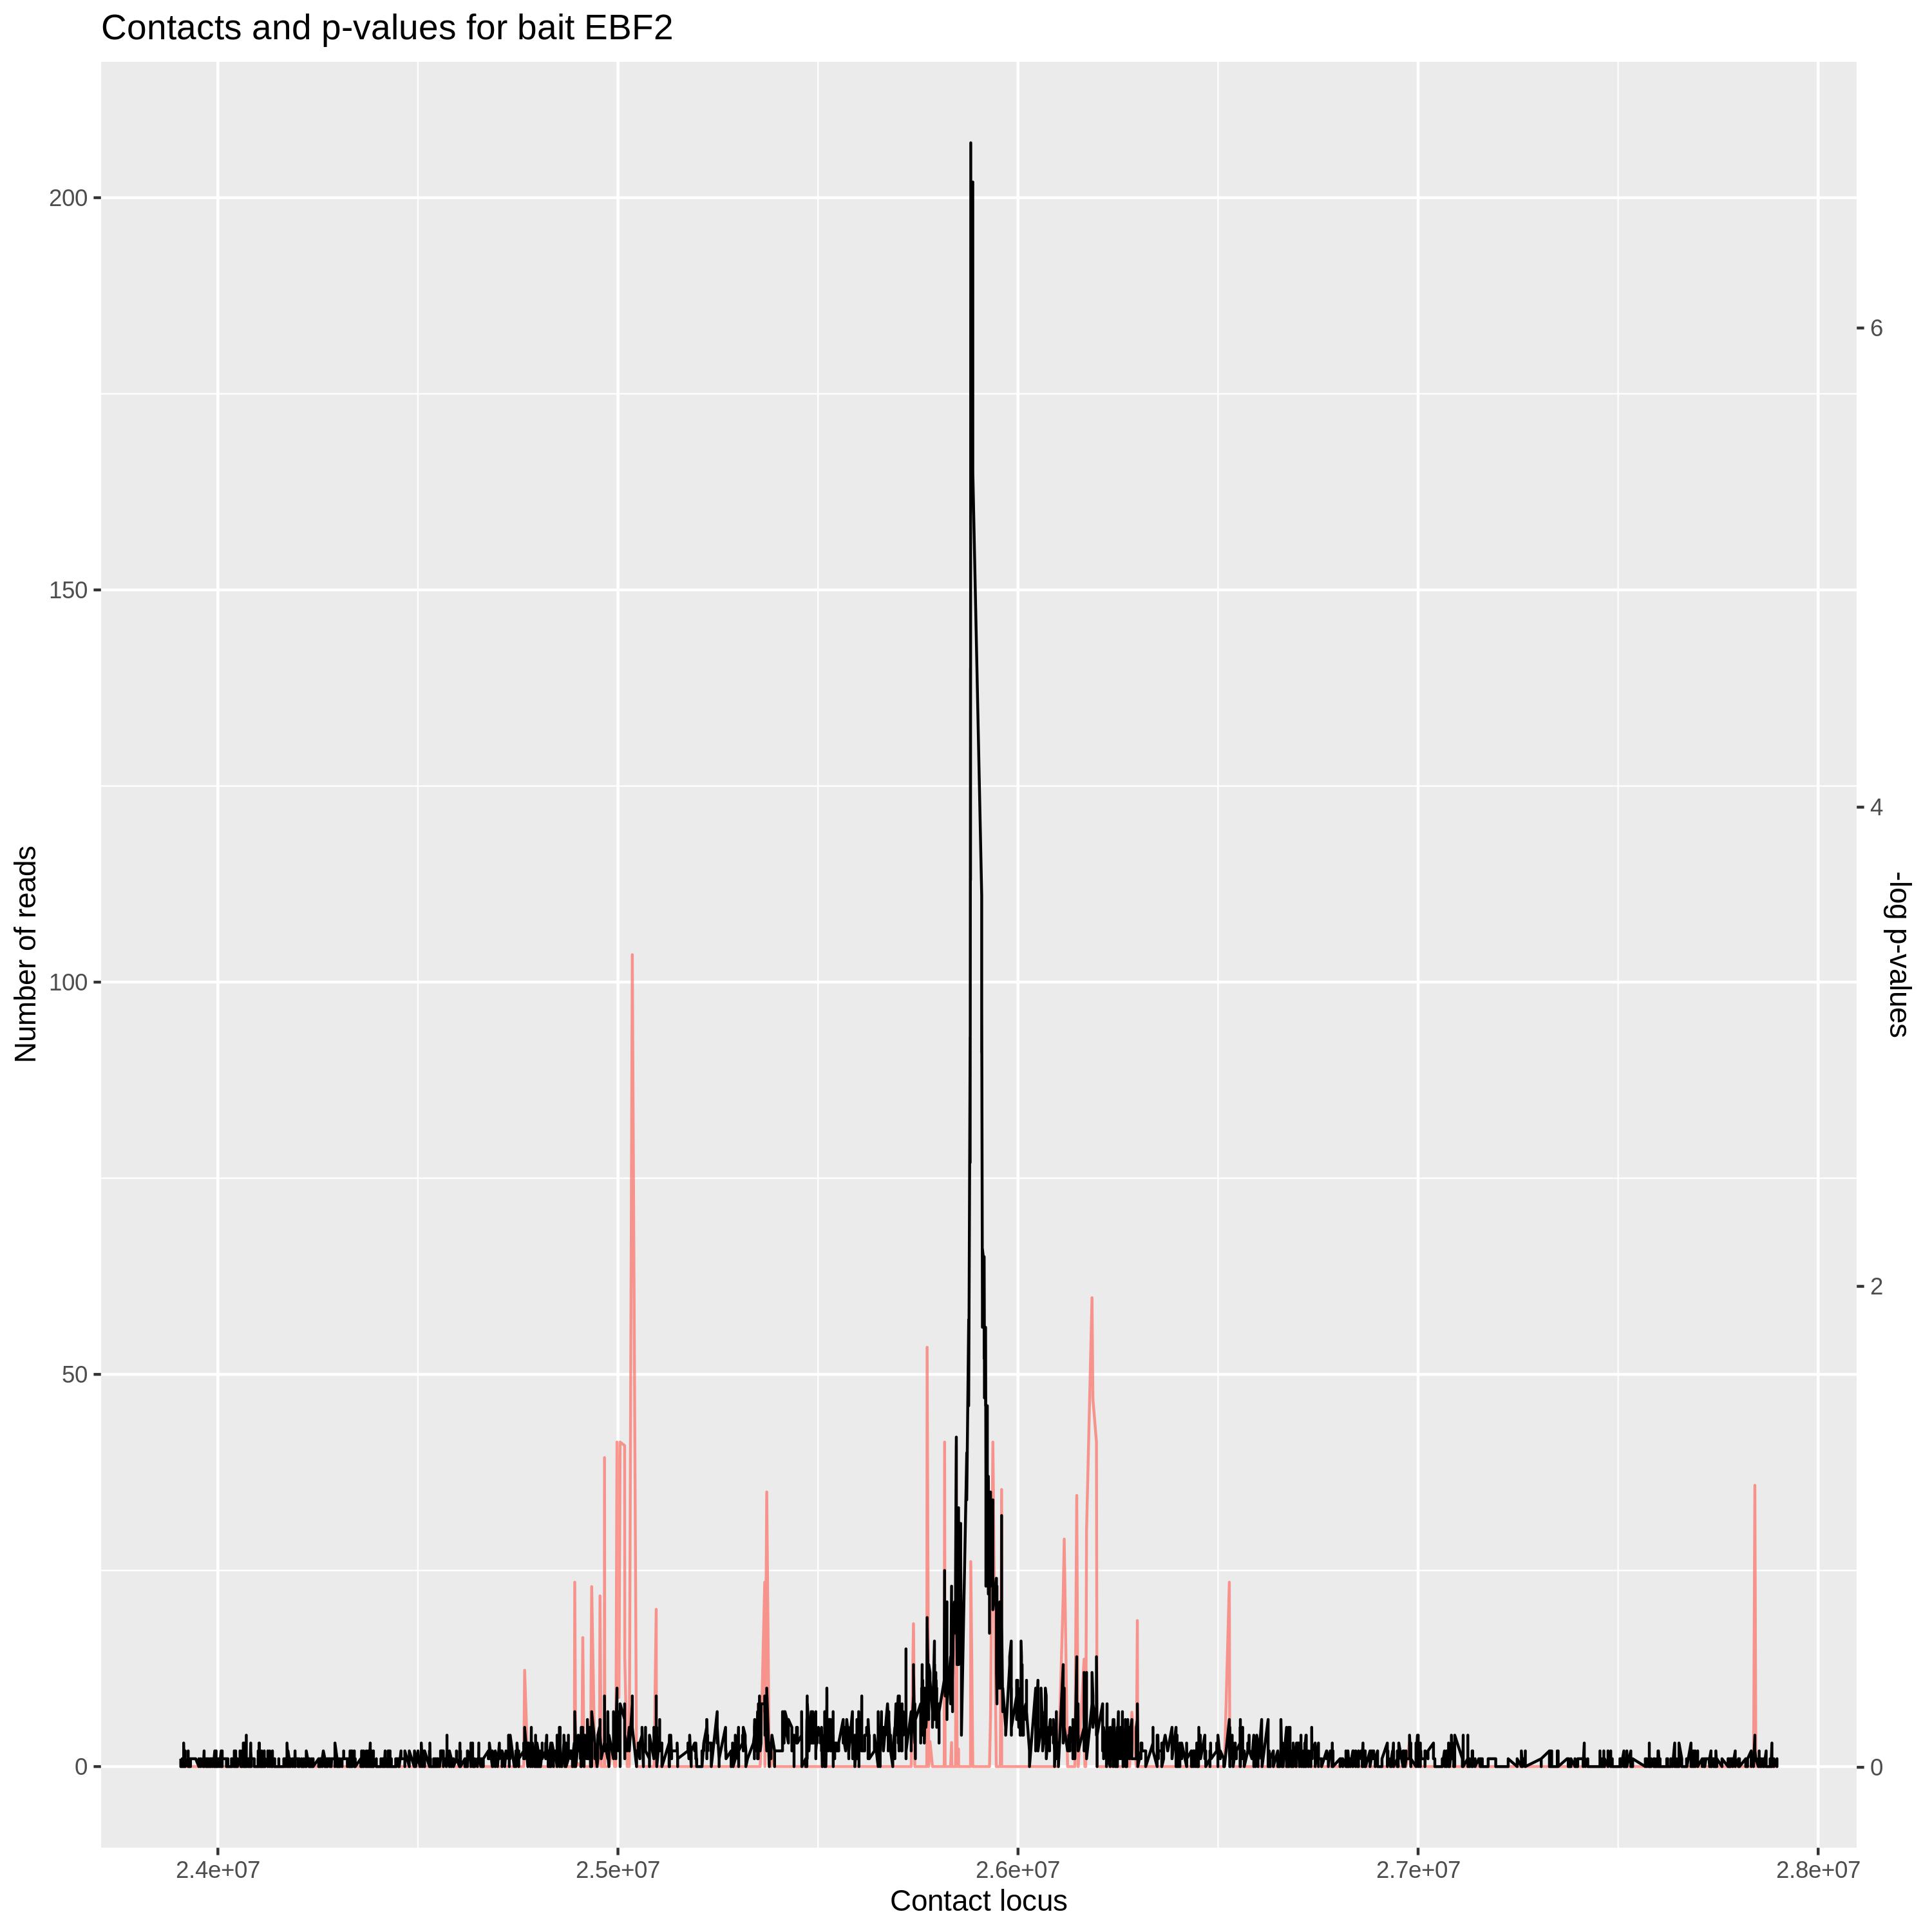 Contacts and p-values for bait EBF2
200
150
100
50
0
Number of reads
6
4
2
0
-log p-values
2.4e+07 2.5e+07 2.6e+07 2.7e+07 2.8e+07
Contact locus